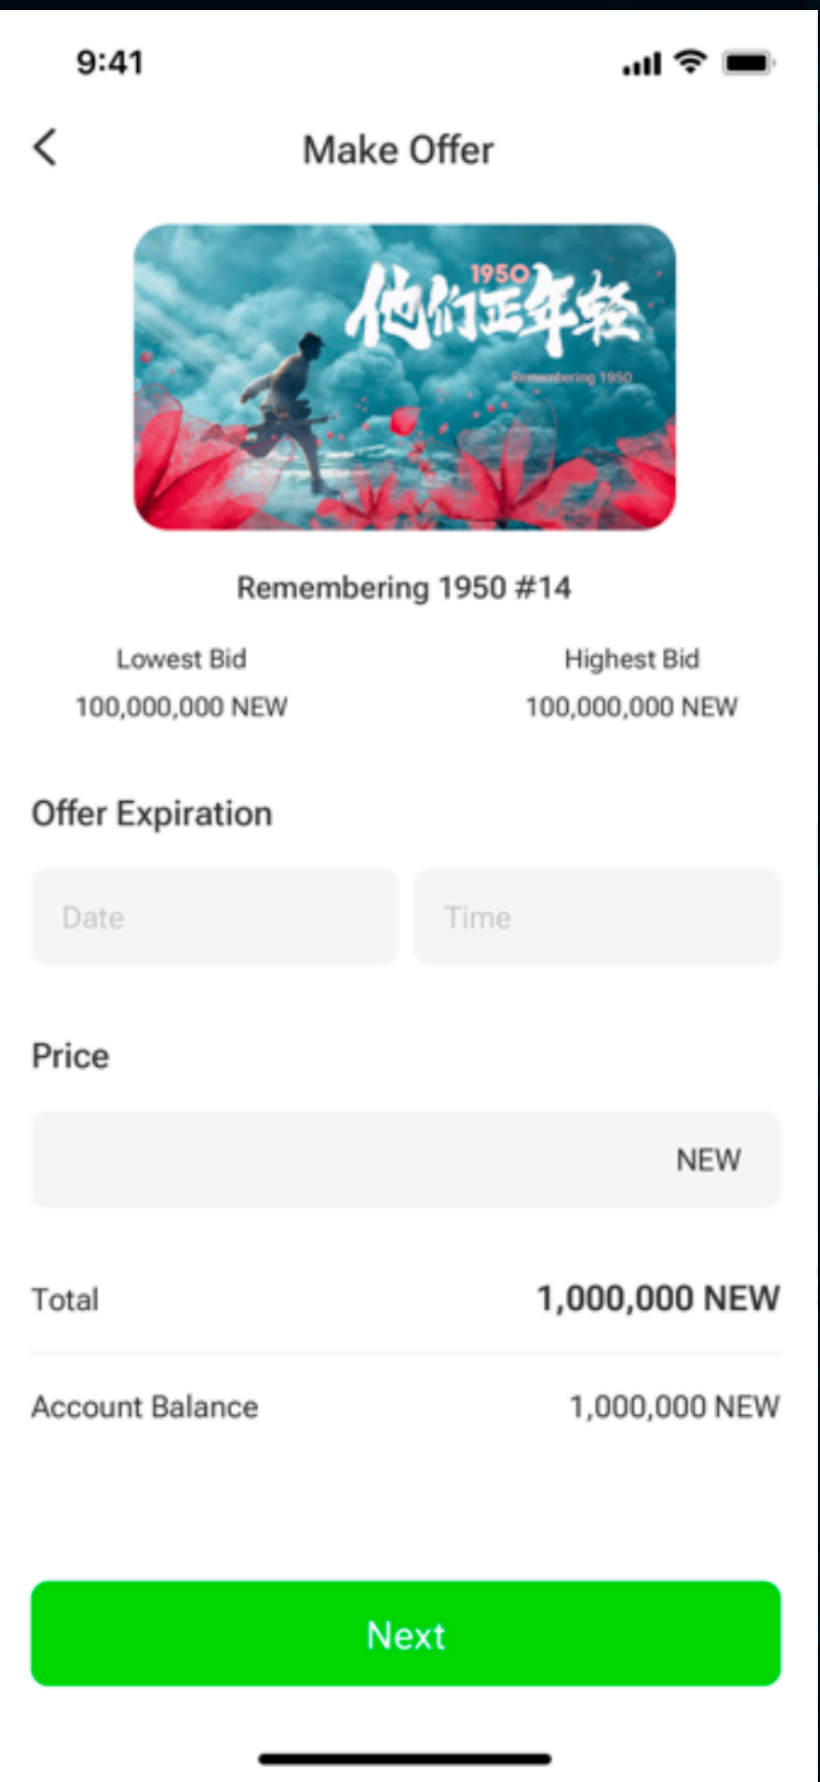 9:41
Make Offer
1950
他们正年轻
Remembering 1950
Remembering 1950 #14
Lowest Bid
Highest Bid
100,000,000 NEW
100,000,000 NEW
Offer Expiration
Date
Time
Price
NEW
Total
1,000,000 NEW
Account Balance
1,000,000 NEW
Next